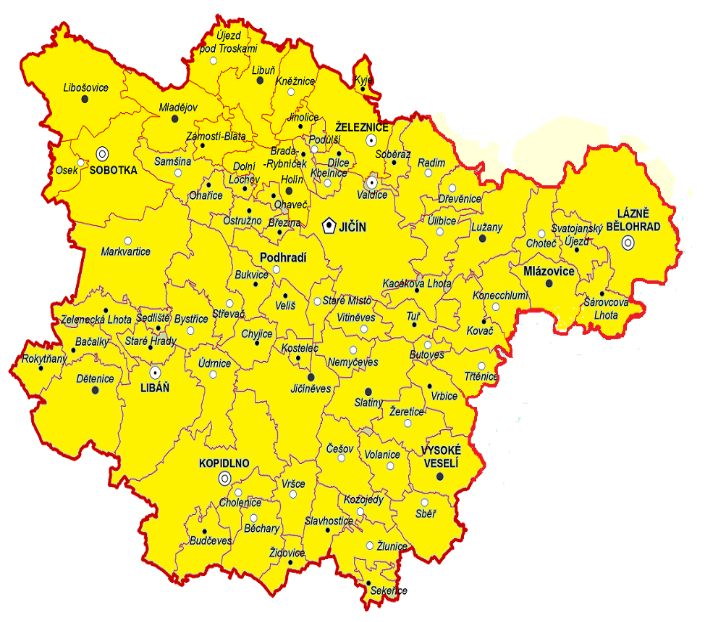 Újezd
pod Troskami
Libuň
Kněžnice
Kyje
Libošovice
Mladějov
Jinolice
ŽELEZNICE
Zámostí-Blata
Podůlší
Brada-
-Rybníček
Dílce
Soběraz
Radim
Osek
SOBOTKA
Samšina
Dolní
Lochov
Holín
Kbelnice
Valdice
Dřevěnice
Ohařice
Ohaveč
Ostružno
Březina
JIČÍN
Úlibice
Lužany
Choteč
Svatojanský
Újezd
LÁZNĚ
BĚLOHRAD
Markvartice
Podhradí
Bukvice
Kacákova Lhota
Mlázovice
Konecchlumí
Šárovcova
Lhota
Zelenecká Lhota
Sedliště
Bystřice
Střevač
Veliš
Staré Místo
Vitiněves
Tuř
Kovač
Bačalky
Staré Hrady
Chyjice
Kostelec
Nemyčeves
Butoves
Rokytňany
Dětenice
LIBÁŇ
Údrnice
Jičíněves
Slatiny
Vrbice
Třtěnice
Žeretice
KOPIDLNO
Češov
Volanice
VYSOKÉ
VESELÍ
Cholenice
Vršce
Kozojedy
Sběř
Budčeves
Běchary
Slavhostice
Židovice
Žlunice
Sekeřice